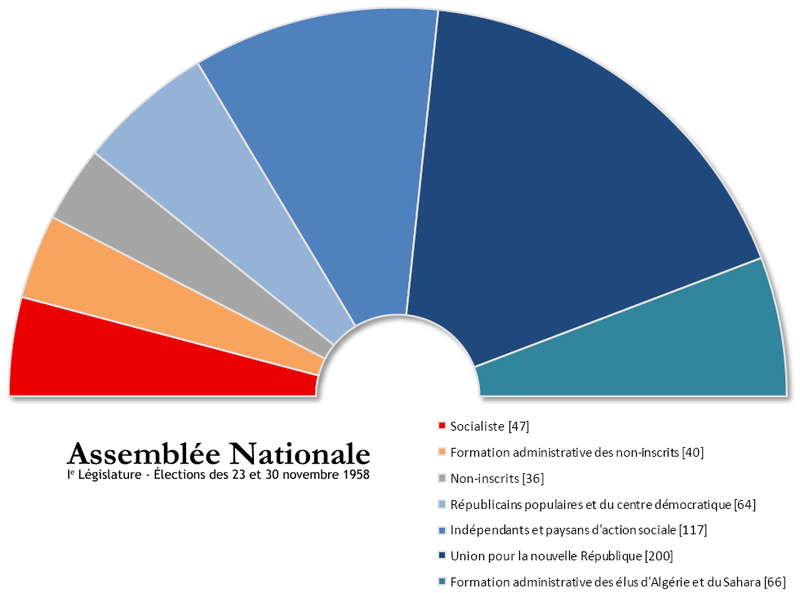 Assemblée Nationale
Iᵉ Législature - Élections des 23 et 30 novembre 1958
Socialiste [47]
Formation administrative des non-inscrits [40]
Non-inscrits [36]
Républicains populaires et du centre démocratique [64]
Indépendants et paysans d'action sociale [117]
Union pour la nouvelle République [200]
Formation administrative des élus d'Algérie et du Sahara [66]